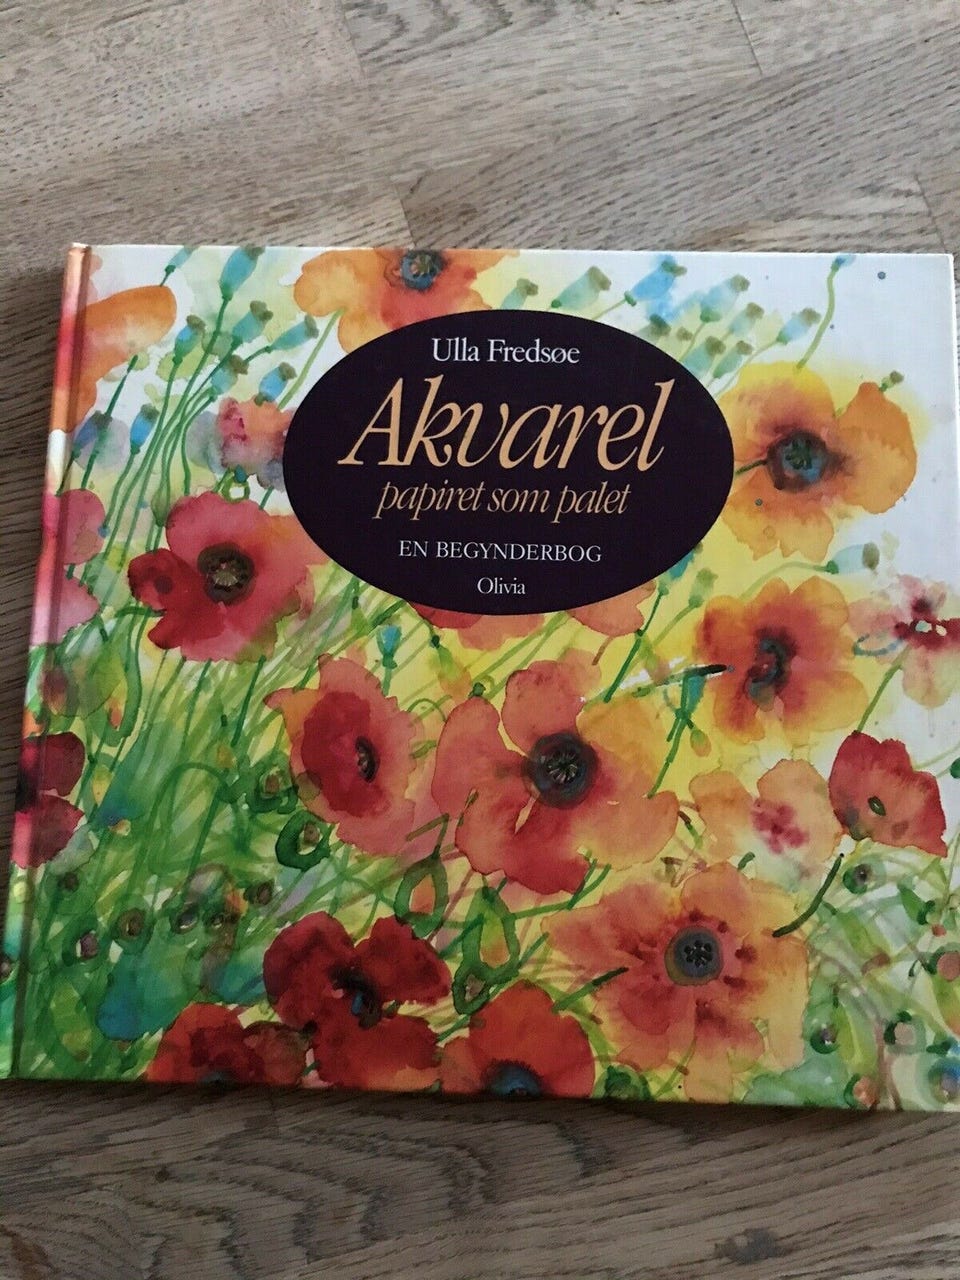 Ulla Fredsøe
Akvarel
papiret som palet
EN BEGYNDERBOG
Olivia